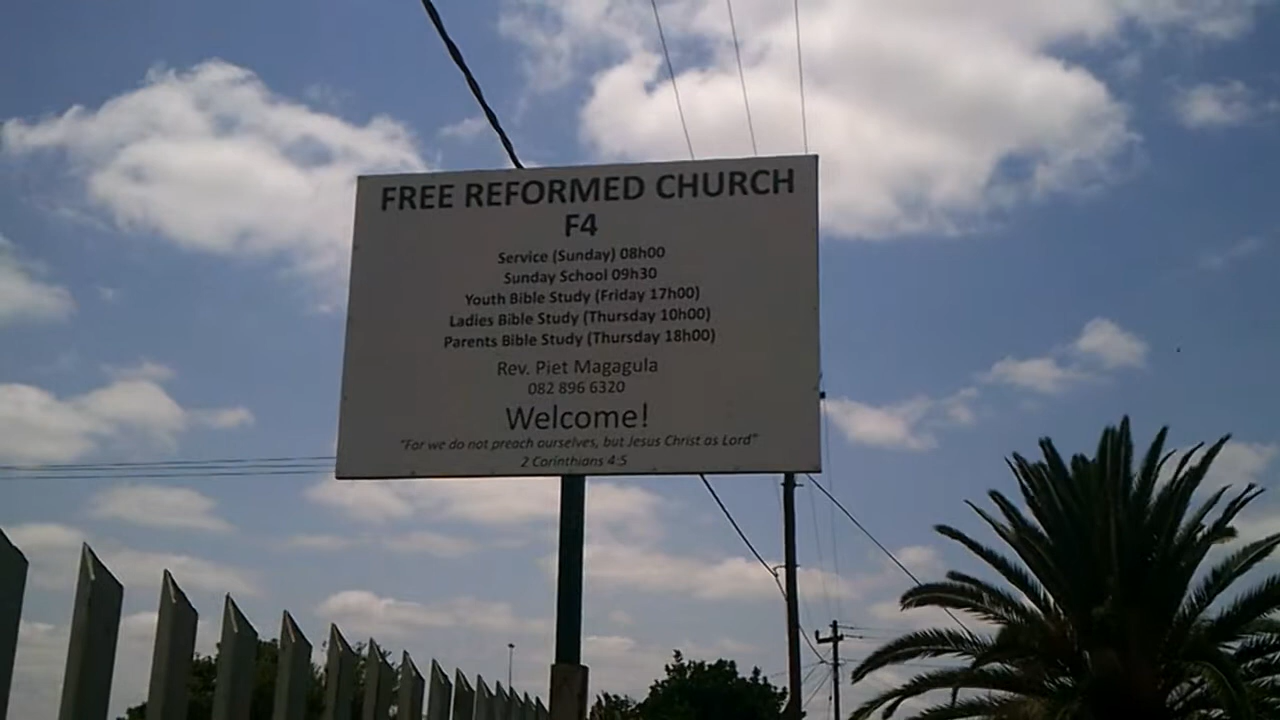 FREE REFORMED CHURCH
F4
Service (Sunday) 08h00
Sunday School 09h30
Youth Bible Study (Friday 17h00)
Ladies Bible Study (Thursday 10h00)
Parents Bible Study (Thursday 18h00)
Rev. Piet Magagula
082 896 6320
Welcome!
"For we do not preach ourselves, but Jesus Christ as Lord"
2 Corinthians 4:5